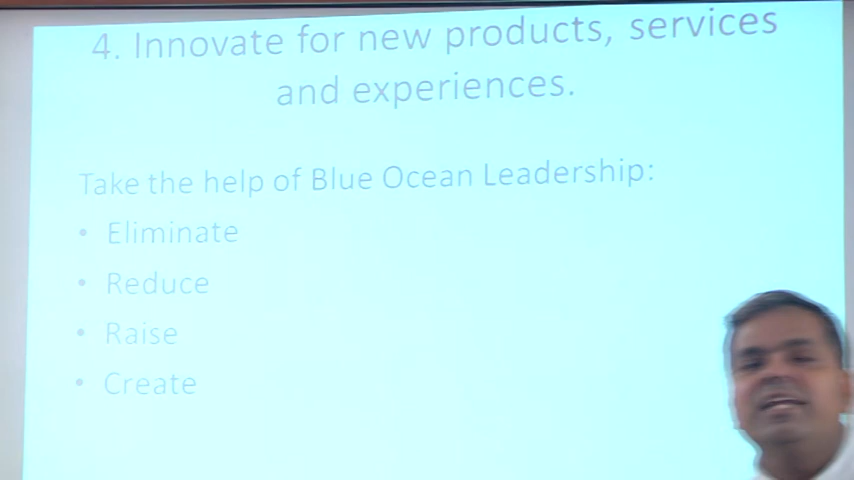 4. Innovate for new products, services
and experiences.
Take the help of Blue Ocean Leadership:
• Eliminate
• Reduce
• Raise
• Create